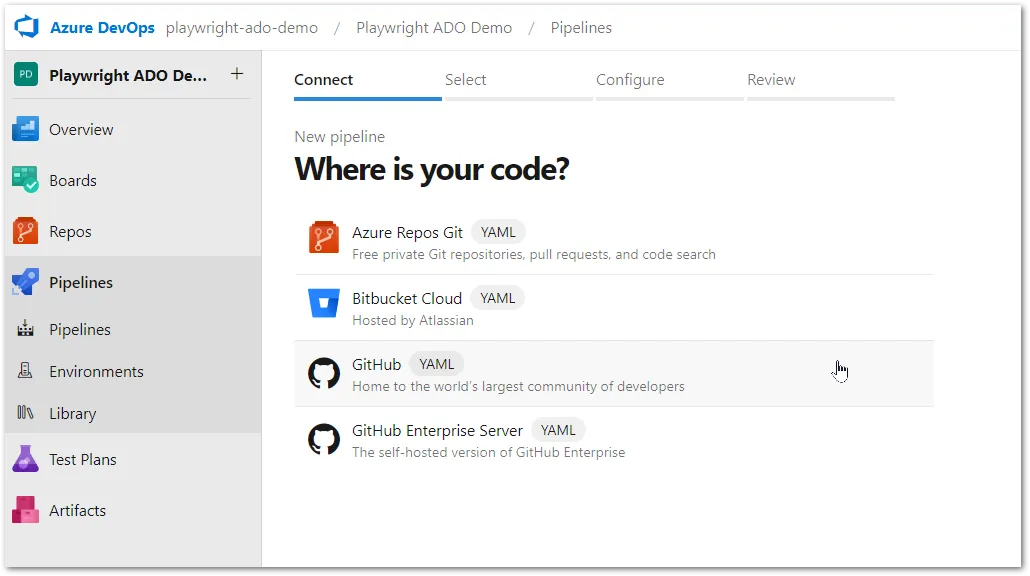 Azure DevOps playwright-ado-demo / Playwright ADO Demo / Pipelines
PD Playwright ADO De... +
Overview
Boards
Repos
Pipelines
Pipelines
Environments
Library
Test Plans
Artifacts
Connect Select Configure Review
New pipeline
Where is your code?
Azure Repos Git YAML
Free private Git repositories, pull requests, and code search
Bitbucket Cloud YAML
Hosted by Atlassian
GitHub YAML
Home to the world's largest community of developers
GitHub Enterprise Server YAML
The self-hosted version of GitHub Enterprise